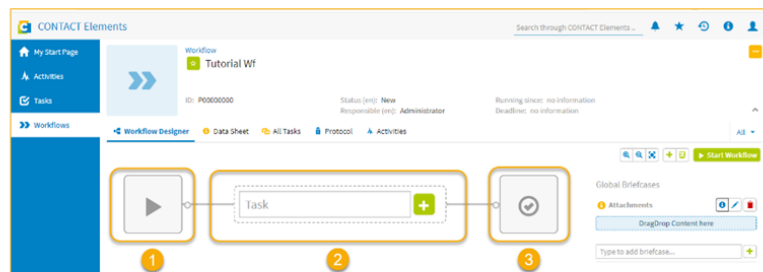 CONTACT Elements
Search through CONTACT Elements ...
My Start Page
Activities
Tasks
Workflows
Workflow
Tutorial Wf
ID: P00000000
Status (en): New
Running since: no information
Responsible (en): Administrator
Deadline: no information
Workflow Designer
Data Sheet
All Tasks
Protocol
Activities
All
Start Workflow
Global Briefcases
Attachments
DragDrop Content here
Type to add briefcase...
Task
1
2
3